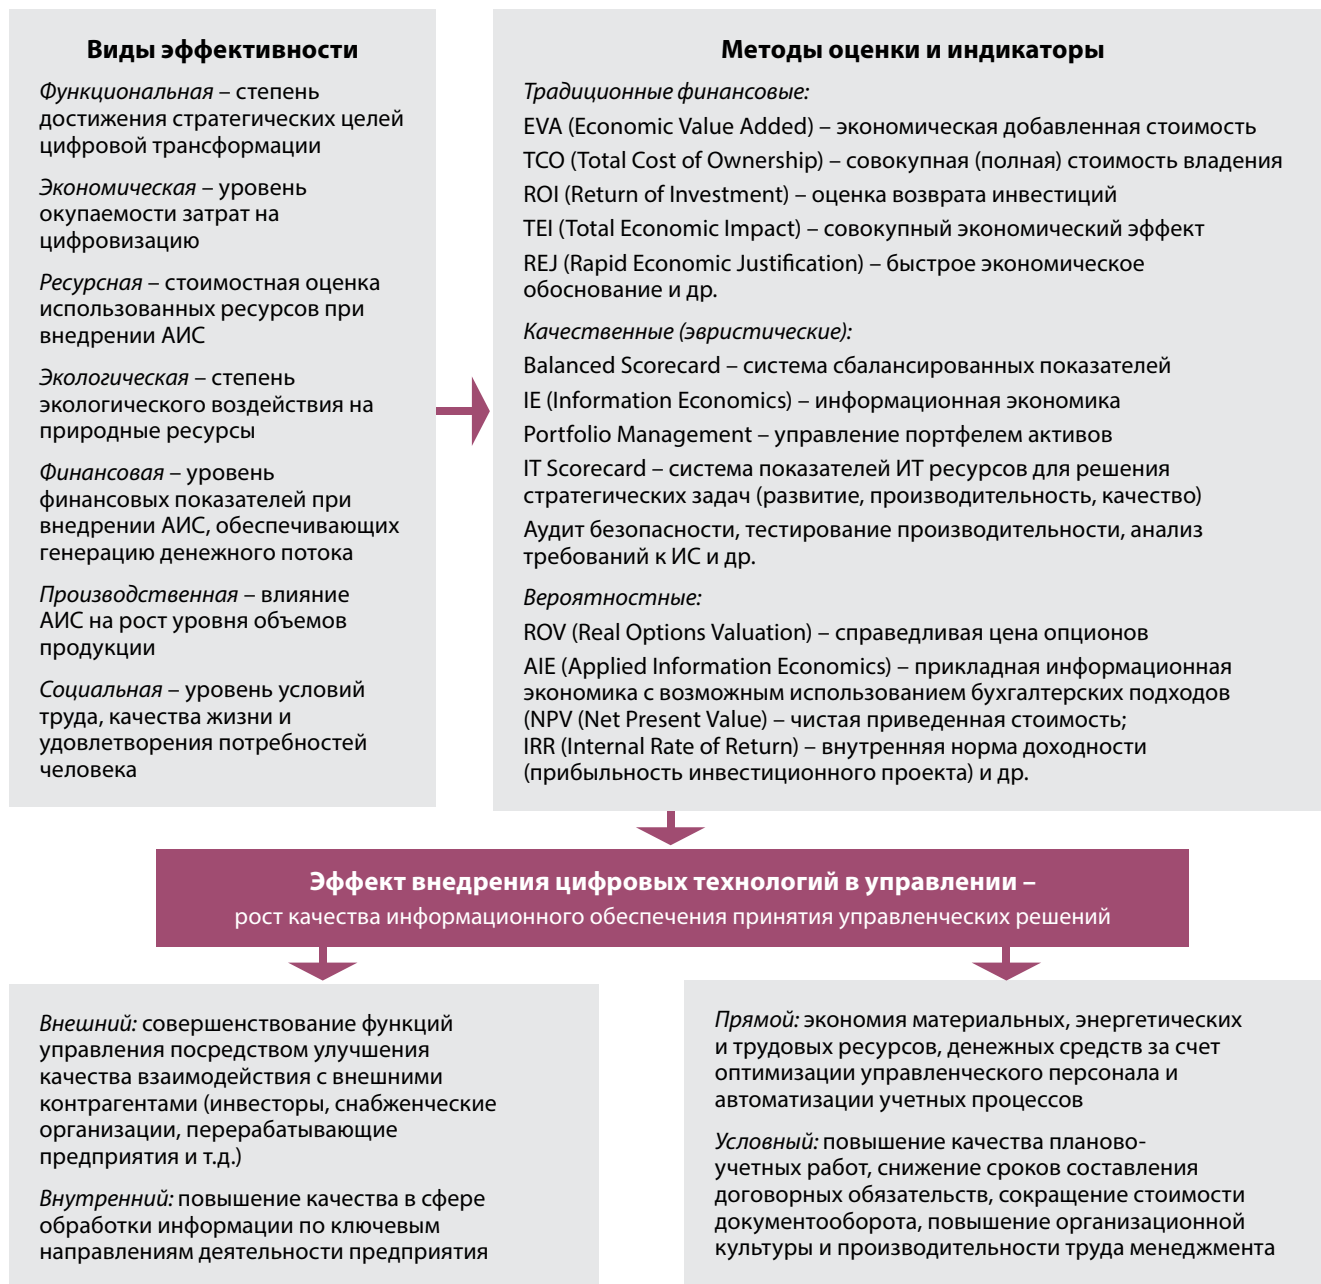 Виды эффективности
Функциональная – степень
достижения стратегических целей
цифровой трансформации
Экономическая – уровень
окупаемости затрат на
цифровизацию
Ресурсная – стоимостная оценка
использованных ресурсов при
внедрении АИС
Экологическая – степень
экологического воздействия на
природные ресурсы
Финансовая – уровень
финансовых показателей при
внедрении АИС, обеспечивающих
генерацию денежного потока
Производственная – влияние
АИС на рост уровня объемов
продукции
Социальная – уровень условий
труда, качества жизни и
удовлетворения потребностей
человека
Методы оценки и индикаторы
Традиционные финансовые:
EVA (Economic Value Added) – экономическая добавленная стоимость
TCO (Total Cost of Ownership) – совокупная (полная) стоимость владения
ROI (Return of Investment) – оценка возврата инвестиций
TEI (Total Economic Impact) – совокупный экономический эффект
REJ (Rapid Economic Justification) – быстрое экономическое
обоснование и др.
Качественные (эвристические):
Balanced Scorecard – система сбалансированных показателей
IE (Information Economics) – информационная экономика
Portfolio Management – управление портфелем активов
IT Scorecard – система показателей ИТ ресурсов для решения
стратегических задач (развитие, производительность, качество)
Аудит безопасности, тестирование производительности, анализ
требований к ИС и др.
Вероятностные:
ROV (Real Options Valuation) – справедливая цена опционов
AIE (Applied Information Economics) – прикладная информационная
экономика с возможным использованием бухгалтерских подходов
(NPV (Net Present Value) – чистая приведенная стоимость;
IRR (Internal Rate of Return) – внутренняя норма доходности
(прибыльность инвестиционного проекта) и др.
Эффект внедрения цифровых технологий в управлении –
рост качества информационного обеспечения принятия управленческих решений
Внешний: совершенствование функций
управления посредством улучшения
качества взаимодействия с внешними
контрагентами (инвесторы, снабженческие
организации, перерабатывающие
предприятия и т.д.)
Внутренний: повышение качества в сфере
обработки информации по ключевым
направлениям деятельности предприятия
Прямой: экономия материальных, энергетических
и трудовых ресурсов, денежных средств за счет
оптимизации управленческого персонала и
автоматизации учетных процессов
Условный: повышение качества планово-
учетных работ, снижение сроков составления
договорных обязательств, сокращение стоимости
документооборота, повышение организационной
культуры и производительности труда менеджмента